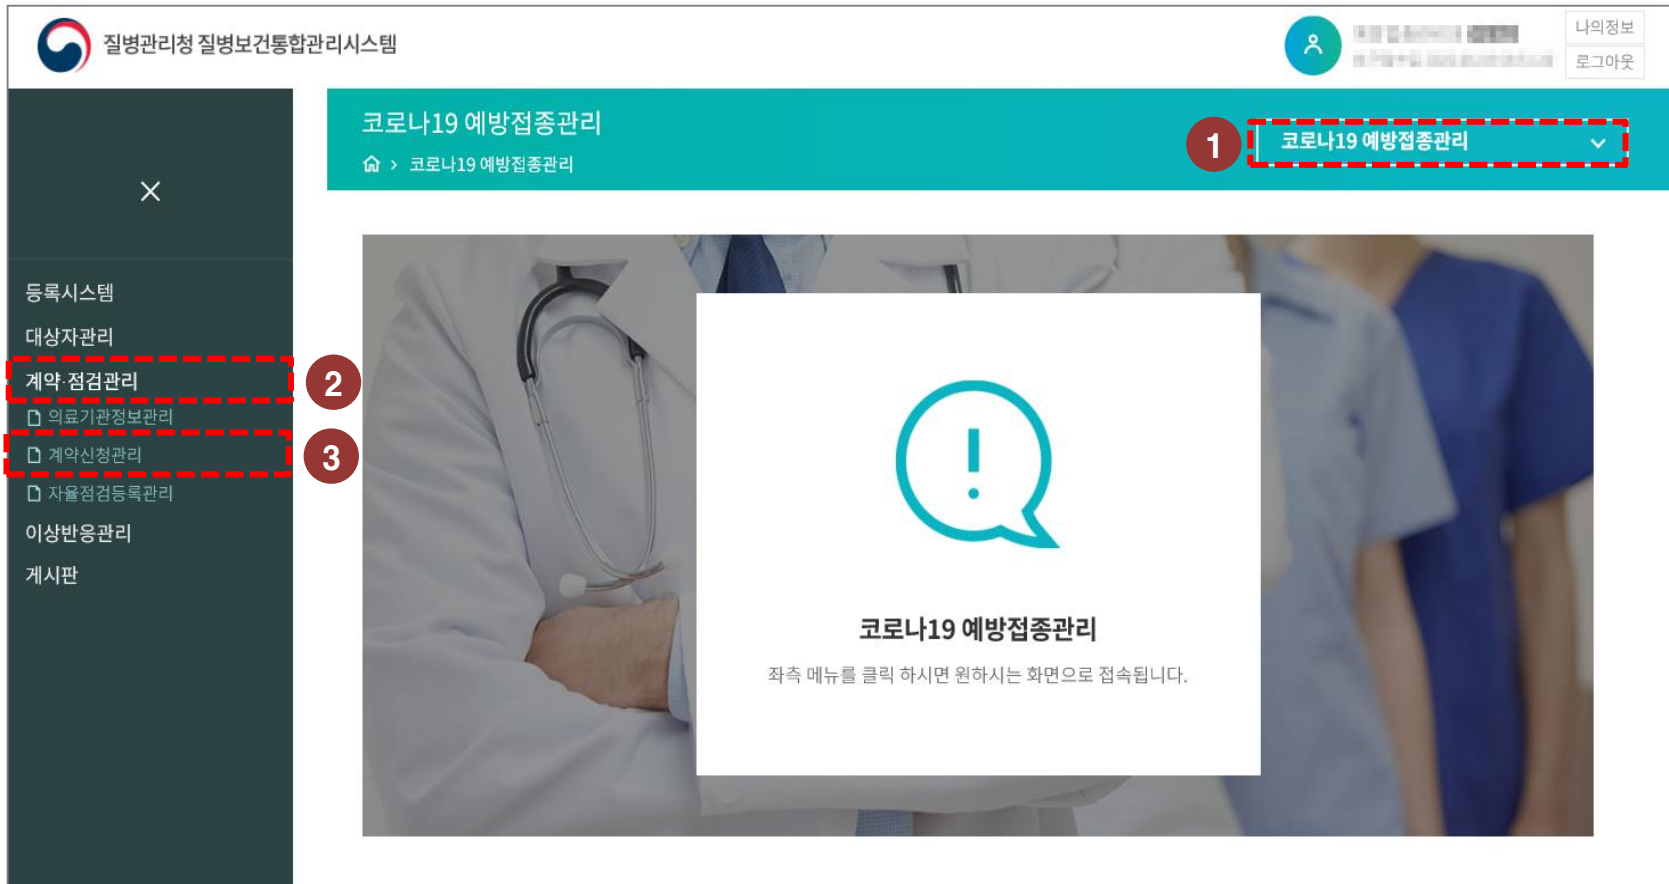 질병관리청 질병보건통합관리시스템
나의정보
로그아웃
코로나19 예방접종관리
> 코로나19 예방접종관리
1
코로나19 예방접종관리
등록시스템
대상자관리
계약·점검관리
2
의료기관정보관리
계약신청관리
3
자율점검등록관리
이상반응관리
게시판
코로나19 예방접종관리
좌측 메뉴를 클릭 하시면 원하시는 화면으로 접속됩니다.